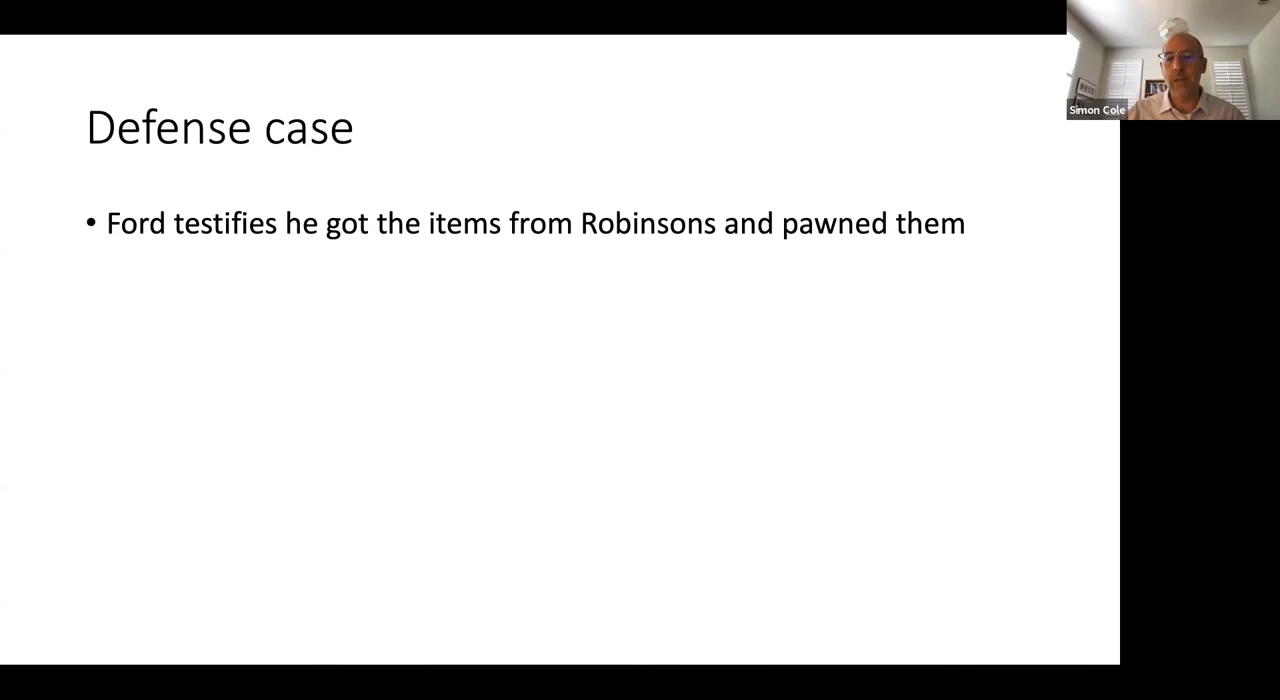 Defense case
• Ford testifies he got the items from Robinsons and pawned them
Simon Cole